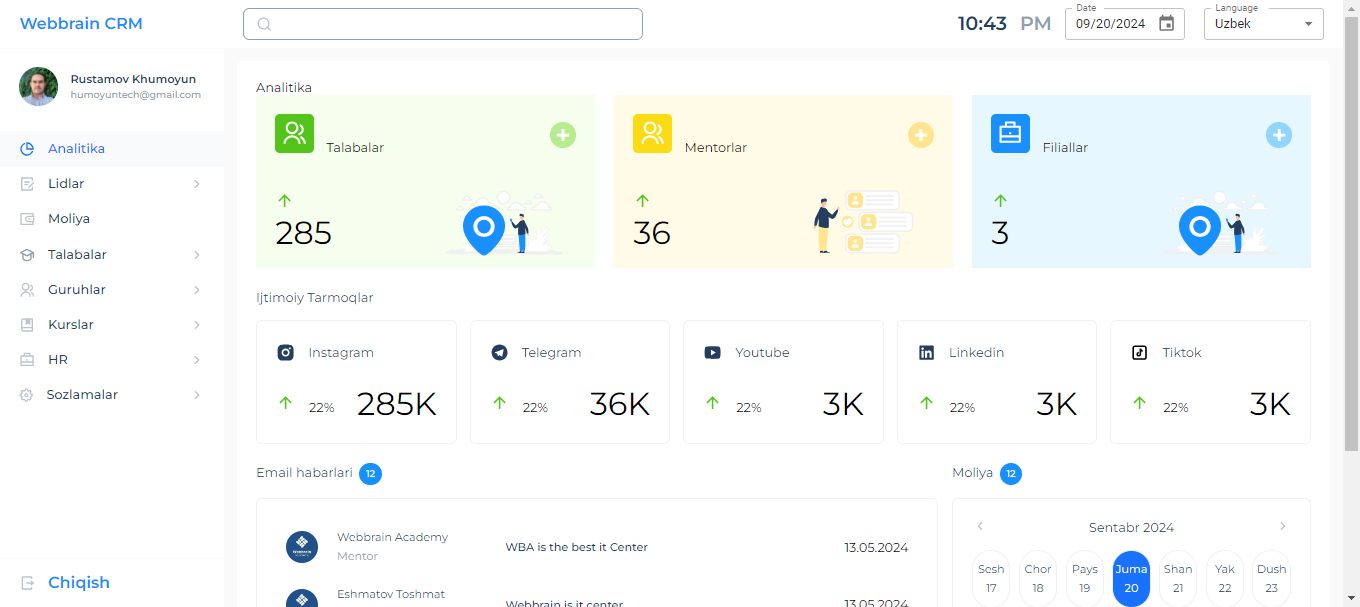 Webbrain CRM
10:43 PM
Date
09/20/2024
Language
Uzbek
Rustamov Khumoyun
humoyuntech@gmail.com
Analitika
Lidlar
Moliya
Talabalar
Guruhlar
Kurslar
HR
Sozlamalar
Chiqish
Analitika
Talabalar
285
Mentorlar
36
Filiallar
3
Ijtimoiy Tarmoqlar
Instagram
22% 285K
Telegram
22% 36K
Youtube
22% 3K
Linkedin
22% 3K
Tiktok
22% 3K
Email habarlari 12
Webbrain Academy
Mentor
WBA is the best it Center
13.05.2024
Eshmatov Toshmat
Webbrain is it center
13.05.2024
Moliya 12
Sentabr 2024
Sesh Chor Pays Juma Shan Yak Dush
17 18 19 20 21 22 23